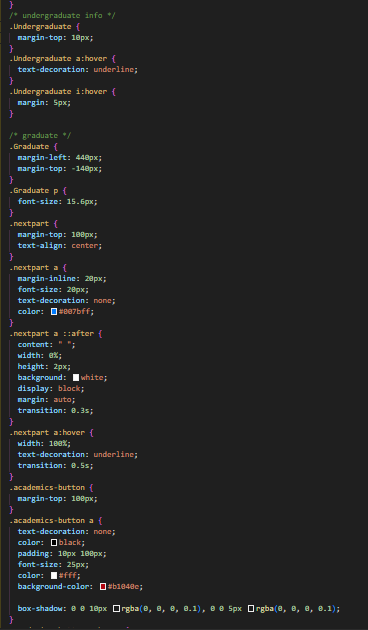 }
/* undergraduate info */
.Undergraduate {
margin-top: 10px;
}
.Undergraduate a:hover {
text-decoration: underline;
}
.Undergraduate i:hover {
margin: 5px;
}
/* graduate */
.Graduate {
margin-left: 440px;
margin-top: -140px;
}
.Graduate p {
font-size: 15.6px;
}
.nextpart {
margin-top: 100px;
text-align: center;
}
.nextpart a {
margin-inline: 20px;
font-size: 20px;
text-decoration: none;
color: #007bff;
}
.nextpart a ::after {
content: " ";
width: 0%;
height: 2px;
background: white;
display: block;
margin: auto;
transition: 0.3s;
}
.nextpart a:hover {
width: 100%;
text-decoration: underline;
transition: 0.5s;
}
.academics-button {
margin-top: 100px;
}
.academics-button a {
text-decoration: none;
color: black;
padding: 10px 100px;
font-size: 25px;
color: #fff;
background-color: #b1040e;
box-shadow: 0 0 10px rgba(0, 0, 0, 0.1), 0 0 5px rgba(0, 0, 0, 0.1);
}